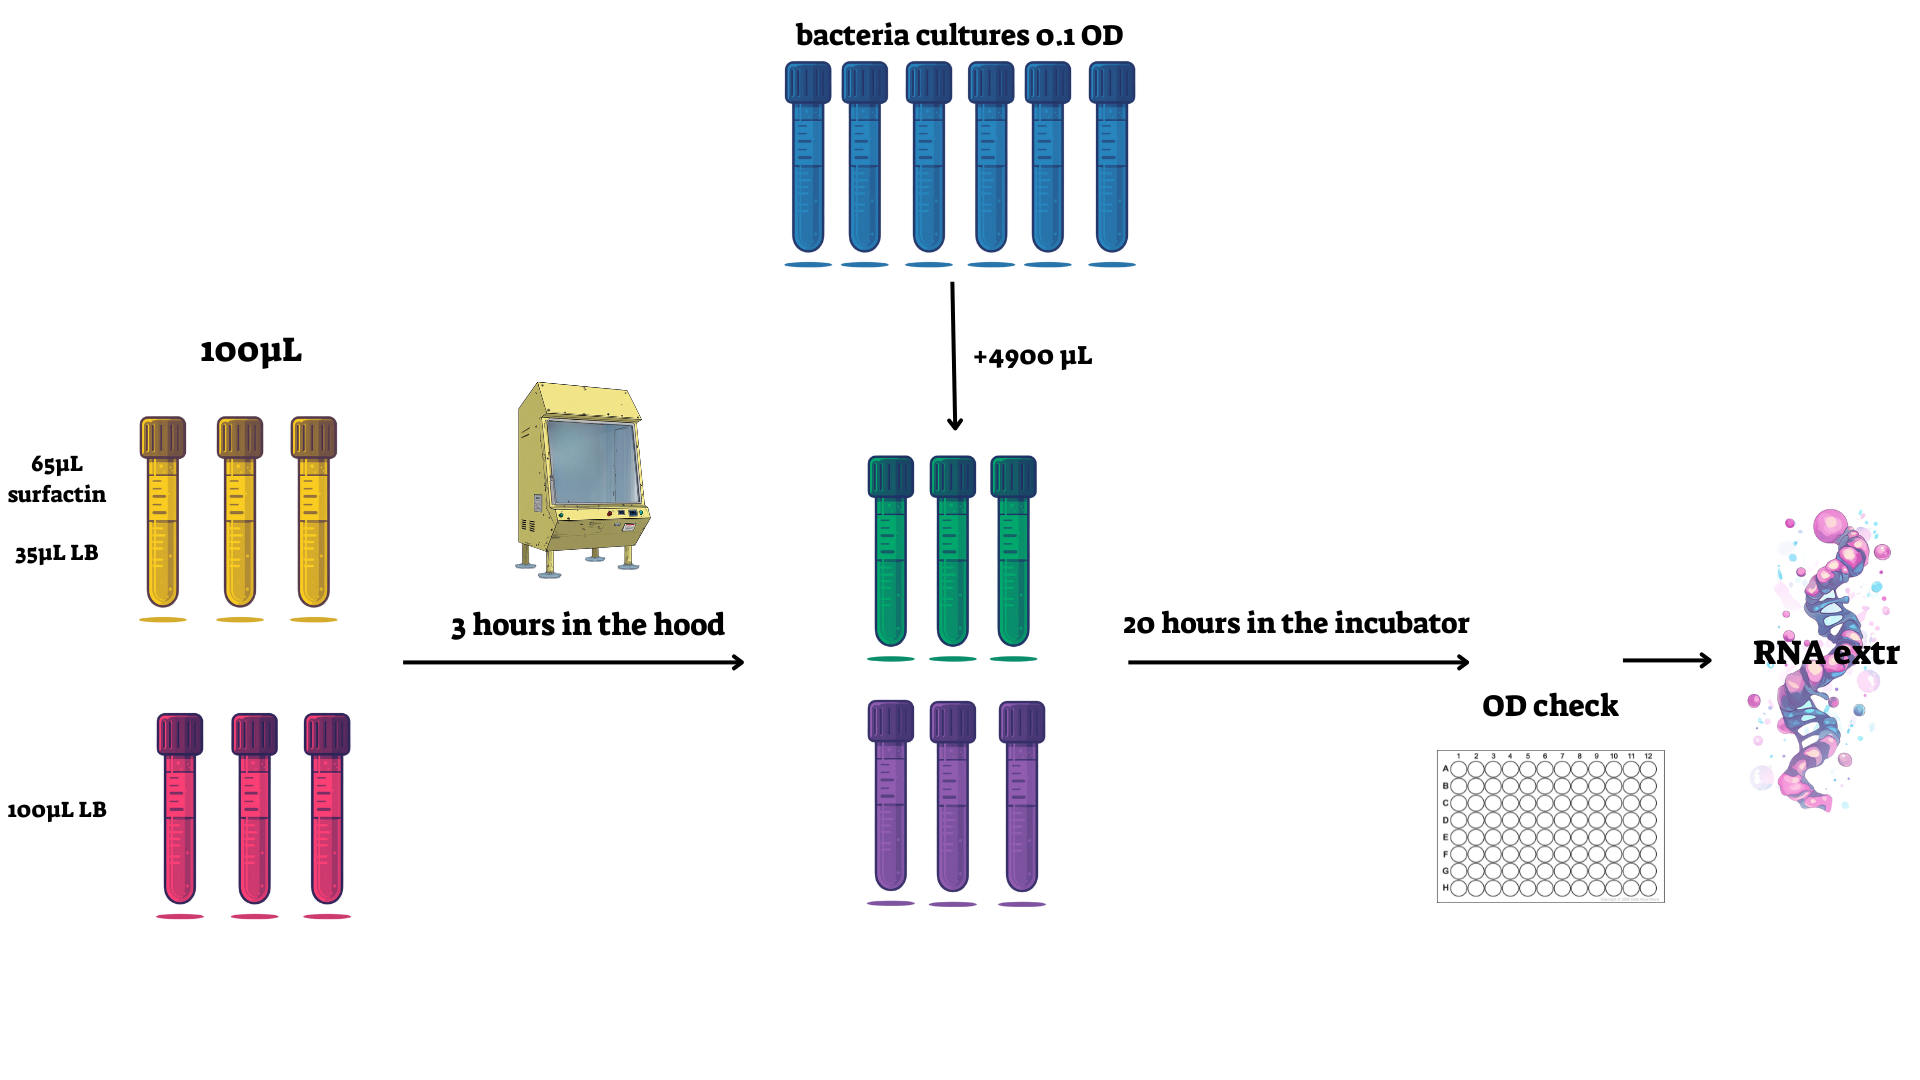 bacteria cultures 0.1 OD
+4900 µL
100µL
65µL
surfactin
35µL LB
3 hours in the hood
20 hours in the incubator
RNA extr
OD check
100µL LB
1 2 3 4 5 6 7 8 9 10 11 12
A
B
C
D
E
F
G
H